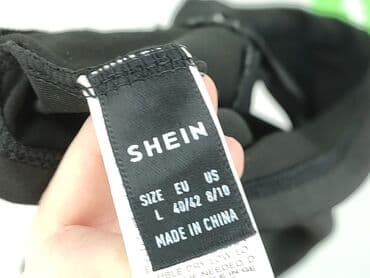 SHEIN
SIZE EU US
L 40/42 8/10
MADE IN CHINA